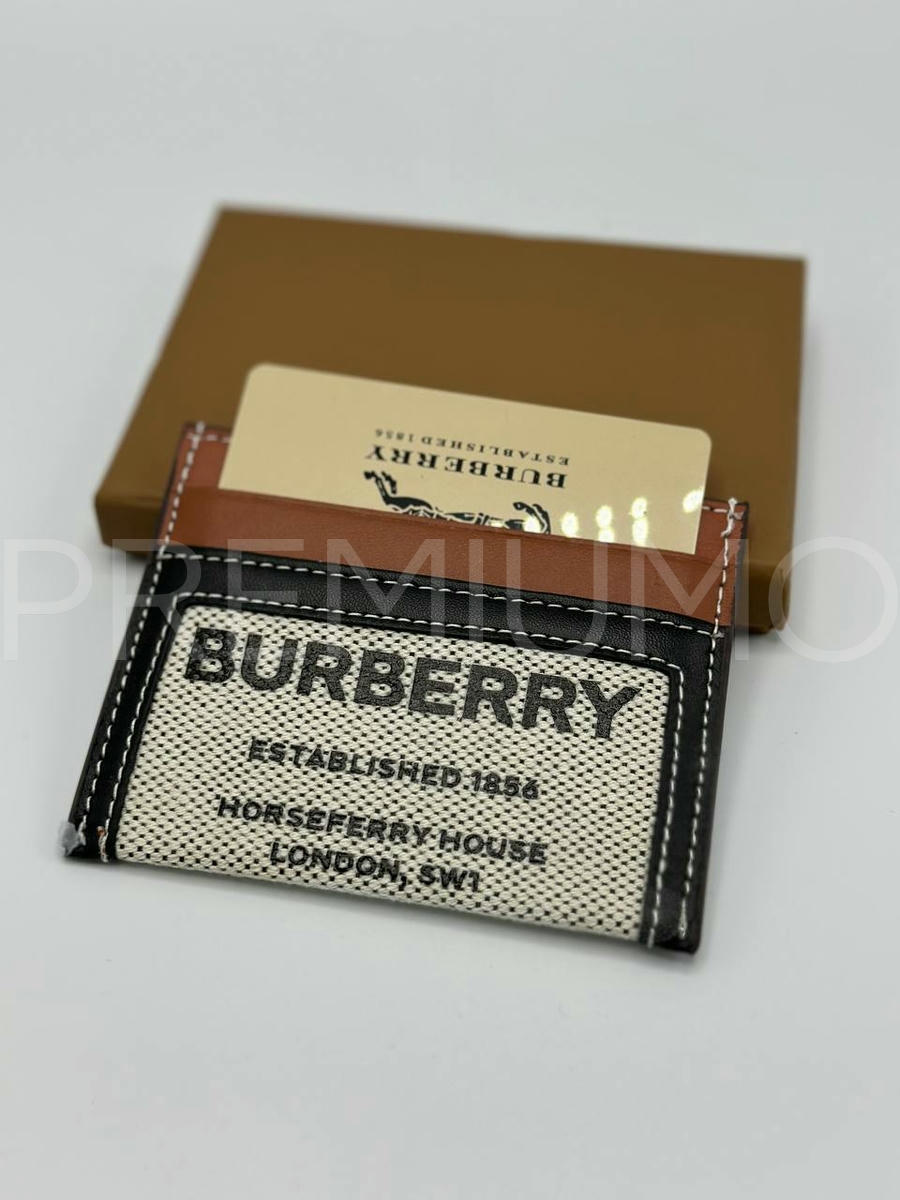 BURBERRY
ESTABLISHED 1856
PREMIUMO
BURBERRY
ESTABLISHED 1856
HORSEFERRY HOUSE
LONDON, SW1